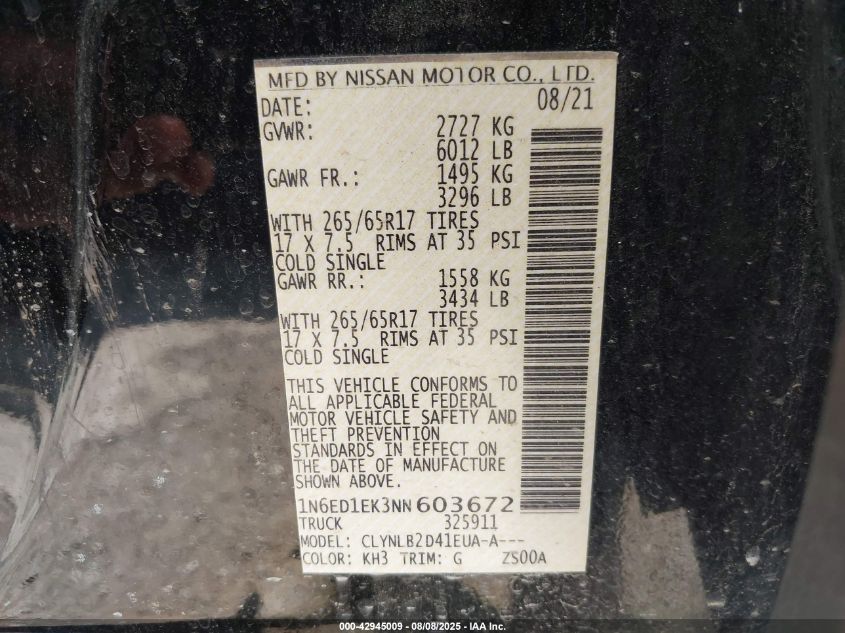 MFD BY NISSAN MOTOR CO., LTD.
DATE: 08/21
GVWR: 2727 KG
6012 LB
GAWR FR.: 1495 KG
3296 LB
WITH 265/65R17 TIRES
17 X 7.5 RIMS AT 35 PSI
COLD SINGLE
GAWR RR.: 1558 KG
3434 LB
WITH 265/65R17 TIRES
17 X 7.5 RIMS AT 35 PSI
COLD SINGLE
THIS VEHICLE CONFORMS TO
ALL APPLICABLE FEDERAL
MOTOR VEHICLE SAFETY AND
THEFT PREVENTION
STANDARDS IN EFFECT ON
THE DATE OF MANUFACTURE
SHOWN ABOVE.
1N6ED1EK3NN603672
TRUCK 325911
MODEL: CLYNLB2D41EUA-A---
COLOR: KH3 TRIM: G ZS00A
000-42945009 - 08/08/2025 - IAA Inc.